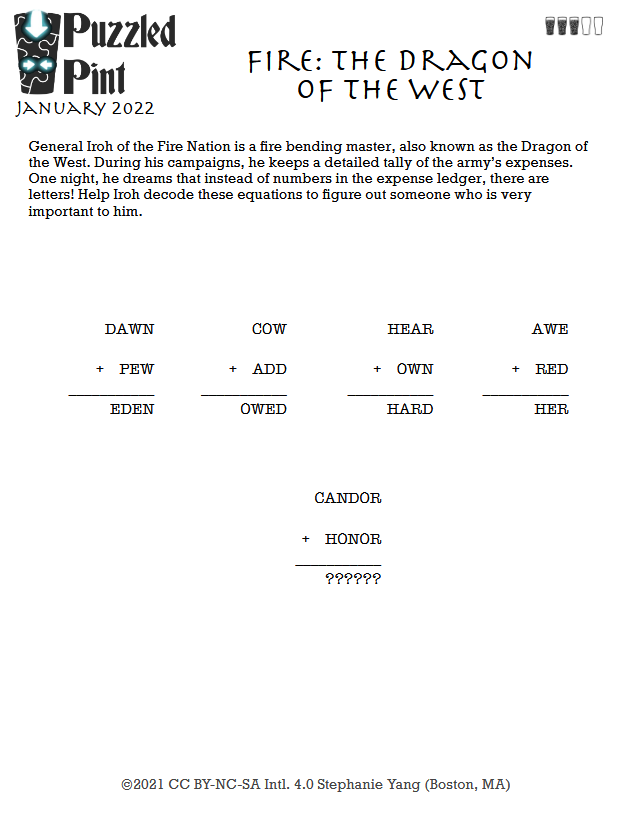 Puzzled
Pint
January 2022
Fire: The Dragon
of the West
General Iroh of the Fire Nation is a fire bending master, also known as the Dragon of
the West. During his campaigns, he keeps a detailed tally of the army's expenses.
One night, he dreams that instead of numbers in the expense ledger, there are
letters! Help Iroh decode these equations to figure out someone who is very
important to him.
DAWN COW HEAR AWE
+ PEW + ADD + OWN + RED
EDEN OWED HARD HER
CANDOR
+ HONOR
??????
©2021 CC BY-NC-SA Intl. 4.0 Stephanie Yang (Boston, MA)